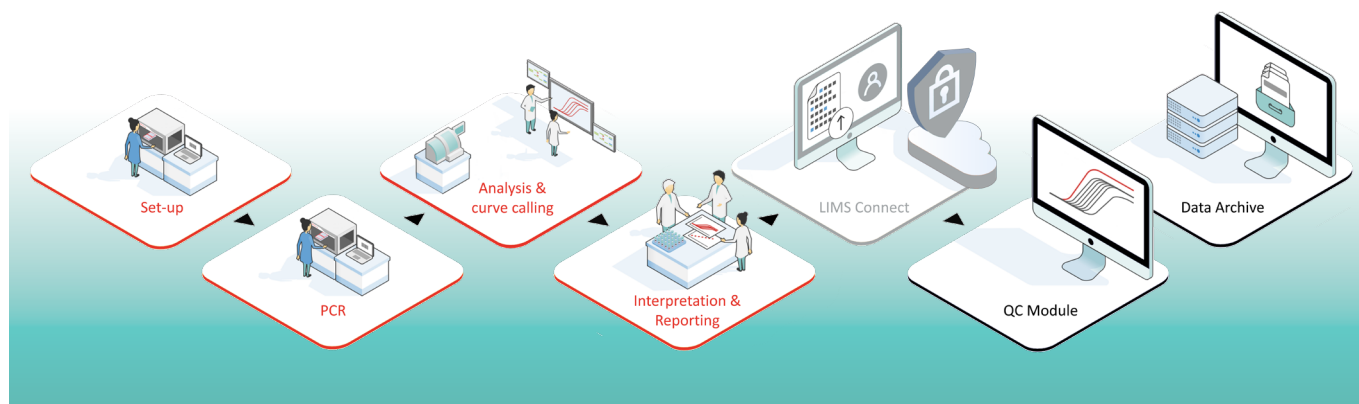 Set-up
PCR
Analysis &
curve calling
Interpretation &
Reporting
LIMS Connect
QC Module
Data Archive